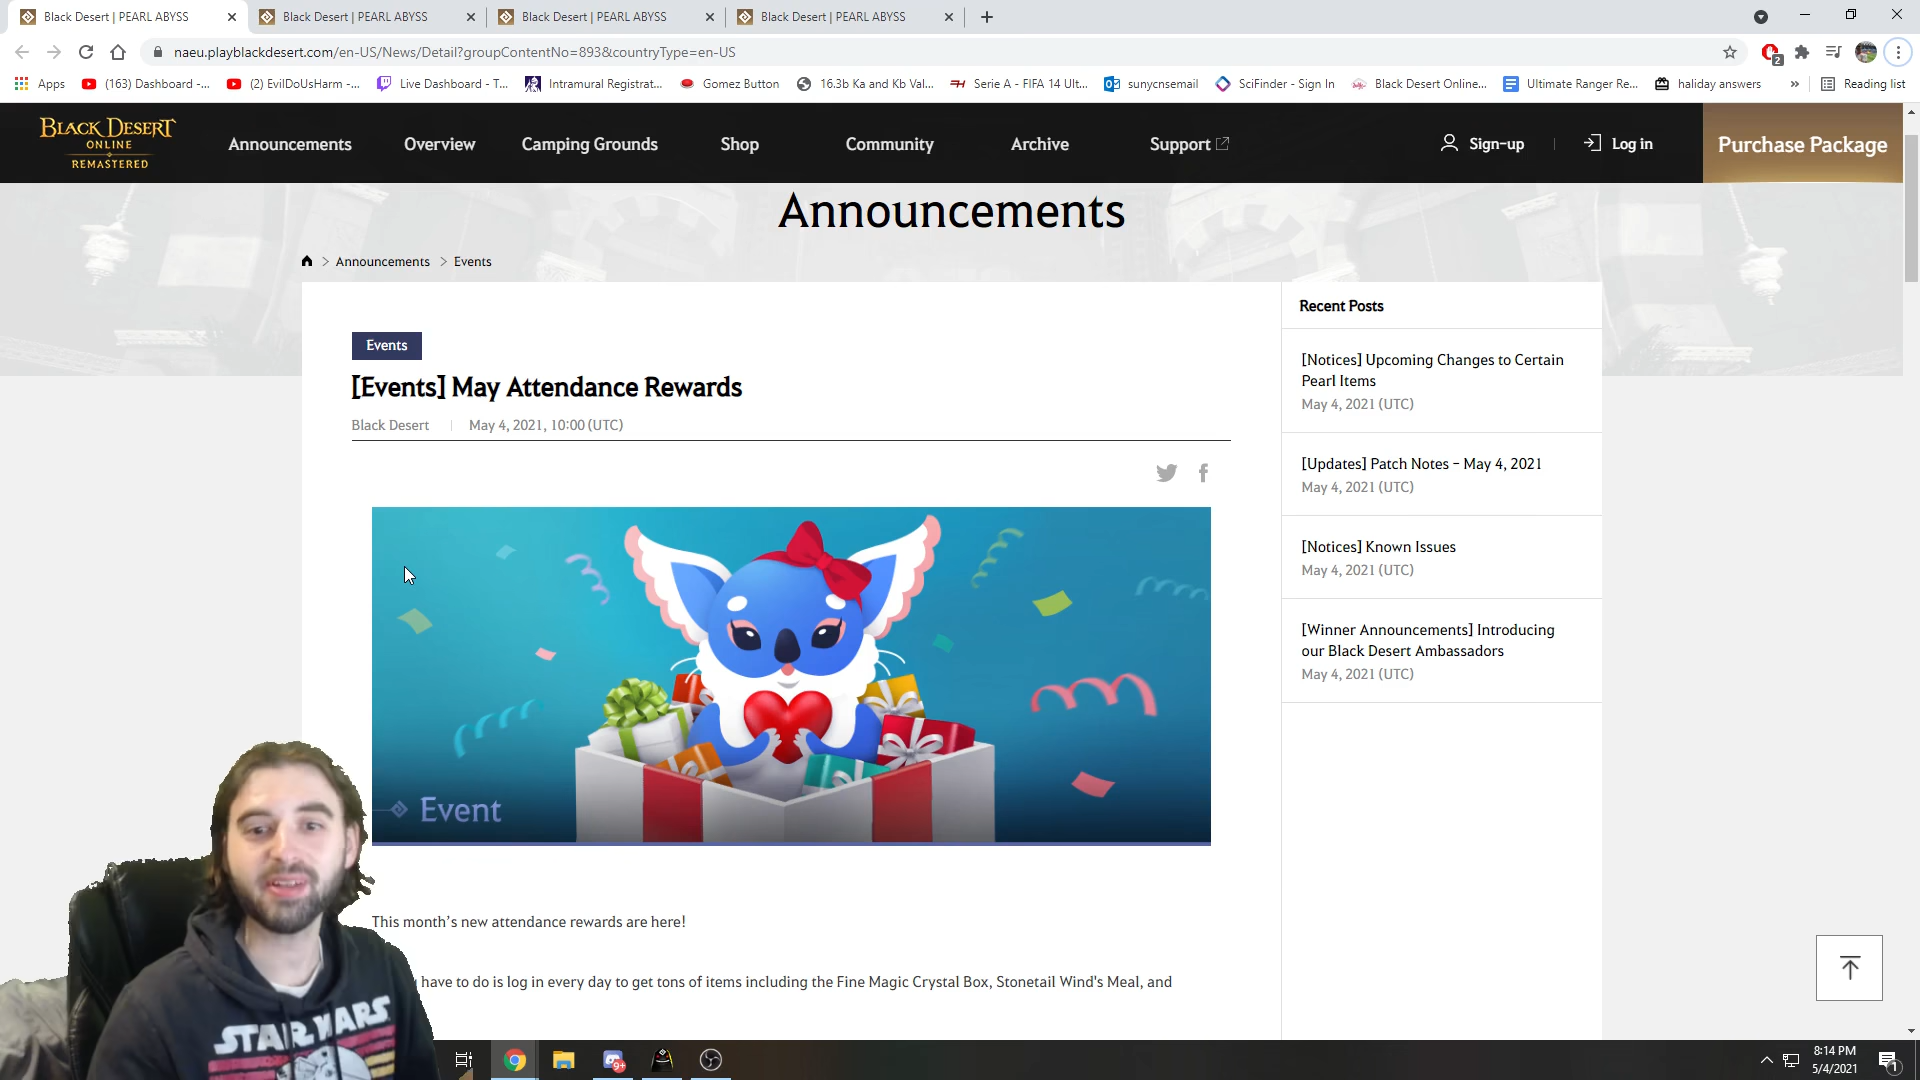 Black Desert | PEARL ABYSS
Black Desert | PEARL ABYSS
Black Desert | PEARL ABYSS
Black Desert | PEARL ABYSS
naeu.playblackdesert.com/en-US/News/Detail?groupContentNo=893&countryType=en-US
2
Apps
(163) Dashboard -...
(2) EvilDoUsHarm -...
Live Dashboard - T...
Intramural Registrat...
Gomez Button
16.3b Ka and Kb Val...
Serie A - FIFA 14 Ult...
sunycnsemail
SciFinder - Sign In
Black Desert Online...
Ultimate Ranger Re...
haliday answers
»
Reading list
BLACK DESERT
ONLINE
REMASTERED
Announcements
Overview
Camping Grounds
Shop
Community
Archive
Support
Sign-up
Log in
Purchase Package
Announcements
> Announcements > Events
Events
[Events] May Attendance Rewards
Black Desert | May 4, 2021, 10:00 (UTC)
Event
This month's new attendance rewards are here!
have to do is log in every day to get tons of items including the Fine Magic Crystal Box, Stonetail Wind's Meal, and
Recent Posts
[Notices] Upcoming Changes to Certain
Pearl Items
May 4, 2021 (UTC)
[Updates] Patch Notes - May 4, 2021
May 4, 2021 (UTC)
[Notices] Known Issues
May 4, 2021 (UTC)
[Winner Announcements] Introducing
our Black Desert Ambassadors
May 4, 2021 (UTC)
STAR WARS
9+
8:14 PM
5/4/2021
1